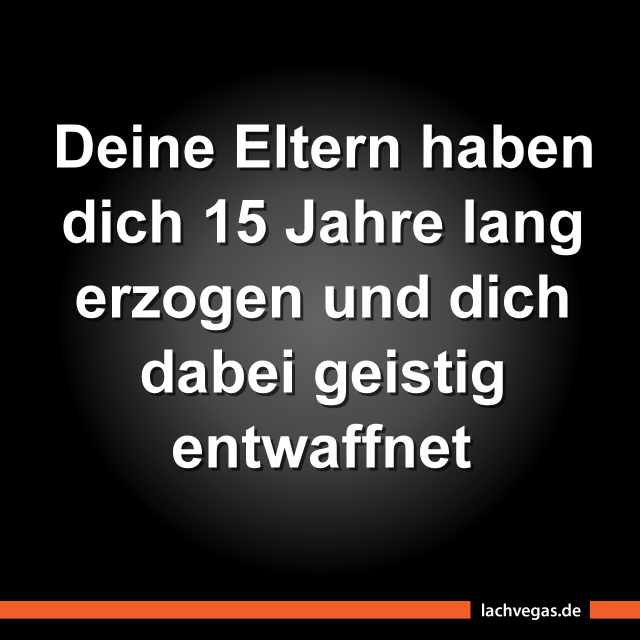 Deine Eltern haben
dich 15 Jahre lang
erzogen und dich
dabei geistig
entwaffnet
lachvegas.de